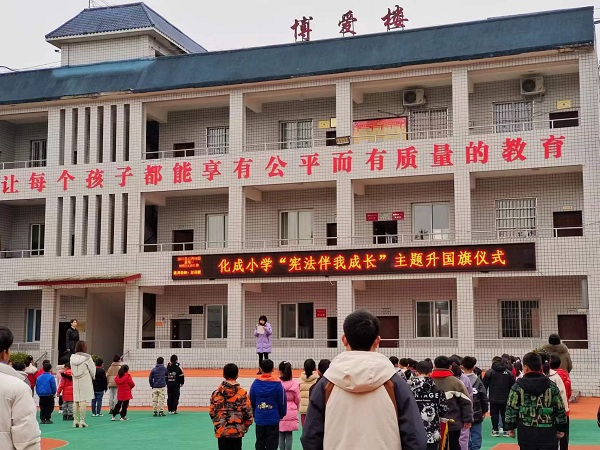 博爱楼
让每个孩子都能享有公平而有质量的教育
化成小学“宪法伴我成长”主题升国旗仪式